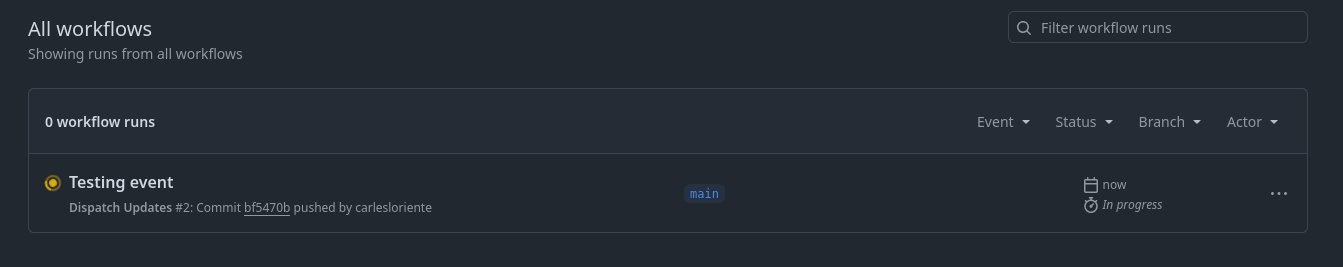 All workflows
Filter workflow runs
Showing runs from all workflows
0 workflow runs
Event Status Branch Actor
Testing event
main
now
Dispatch Updates #2: Commit bf5470b pushed by carlesloriente
In progress